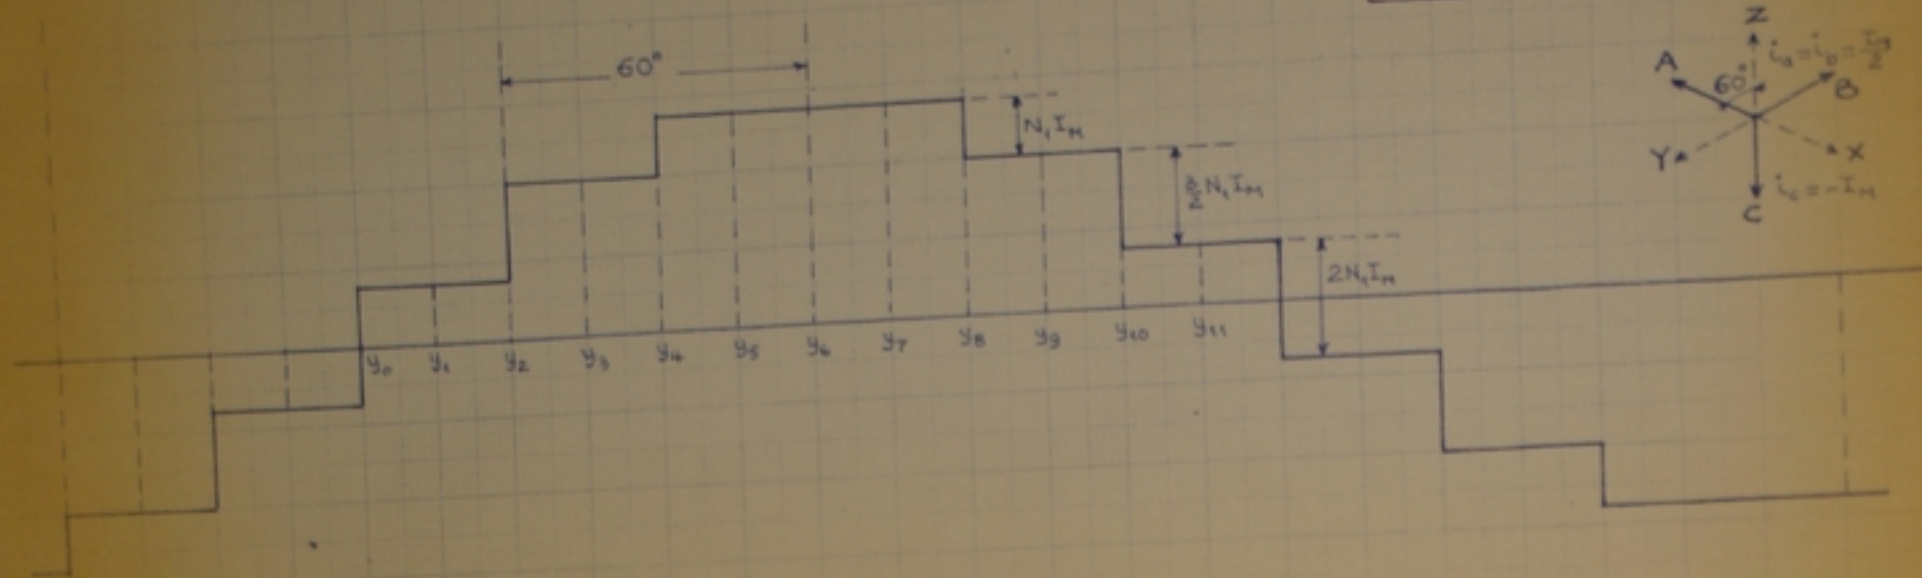 60°
N₁I_M
3/2 N₁I_M
2N₁I_M
y₀ y₁ y₂ y₃ y₄ y₅ y₆ y₇ y₈ y₉ y₁₀ y₁₁
Z
A
60°
B
Y
X
i_c = -I_M
C